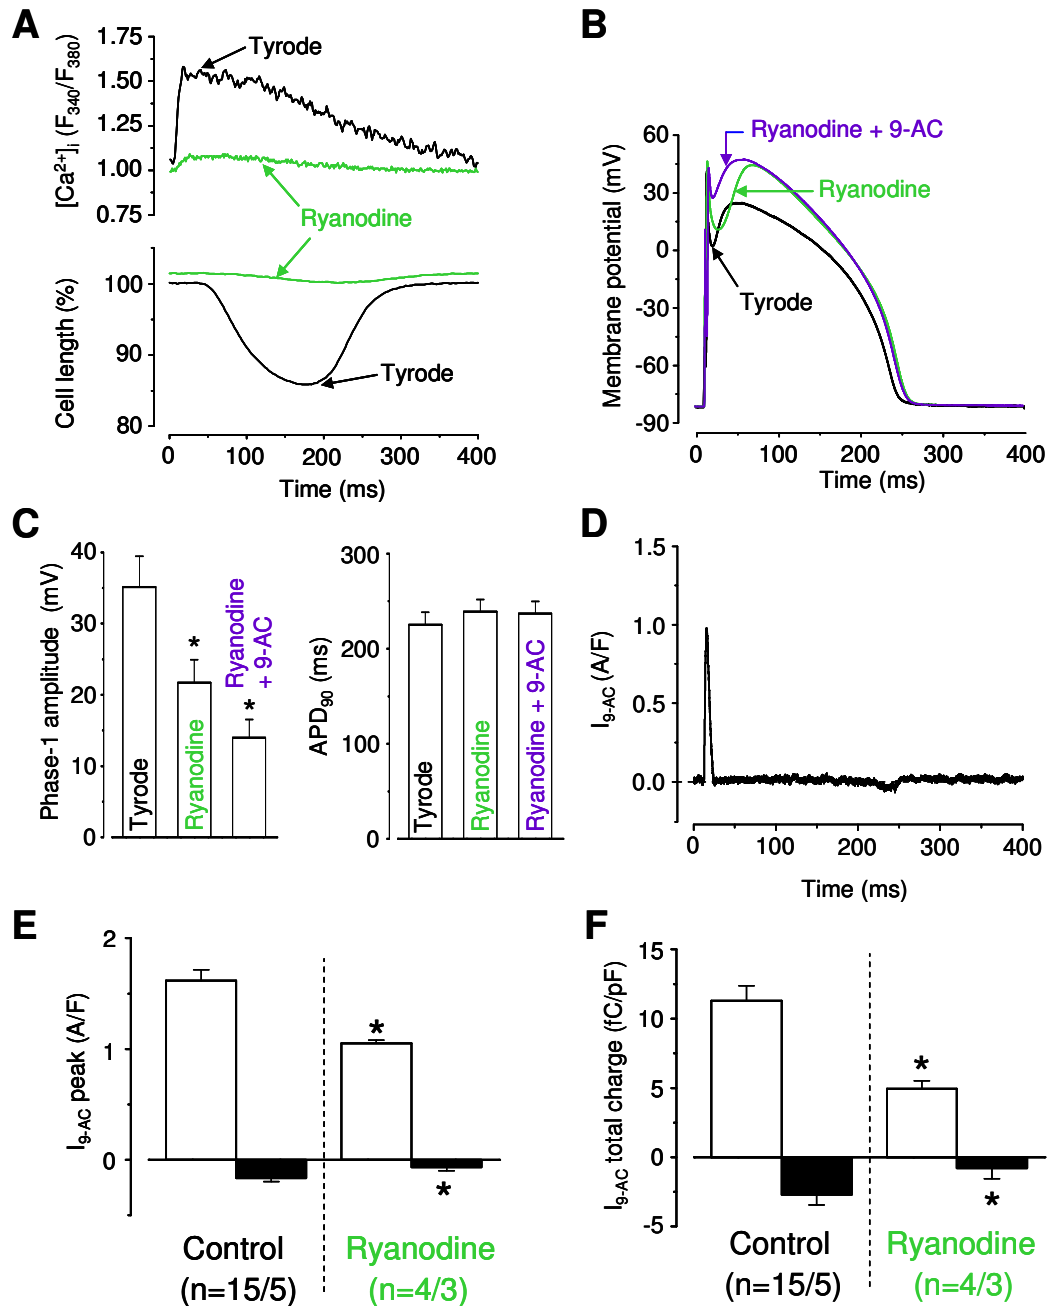 A
1.75
1.50
1.25
1.00
0.75
[Ca²⁺]ᵢ (F₃₄₀/F₃₈₀)
Tyrode
Ryanodine
100
90
80
Cell length (%)
Tyrode
0 100 200 300 400
Time (ms)
B
60
30
0
-30
-60
-90
Membrane potential (mV)
Ryanodine + 9-AC
Ryanodine
Tyrode
0 100 200 300 400
Time (ms)
C
40
30
20
10
0
Phase-1 amplitude (mV)
Tyrode
*
Ryanodine
Ryanodine
+ 9-AC
*
300
200
100
0
APD₉₀ (ms)
Tyrode
Ryanodine
Ryanodine + 9-AC
D
1.5
1.0
0.5
0.0
I₉₋AC (A/F)
0 100 200 300 400
Time (ms)
E
2
1
0
I₉₋AC peak (A/F)
*
*
Control
(n=15/5)
Ryanodine
(n=4/3)
F
15
10
5
0
-5
I₉₋AC total charge (fC/pF)
*
*
Control
(n=15/5)
Ryanodine
(n=4/3)